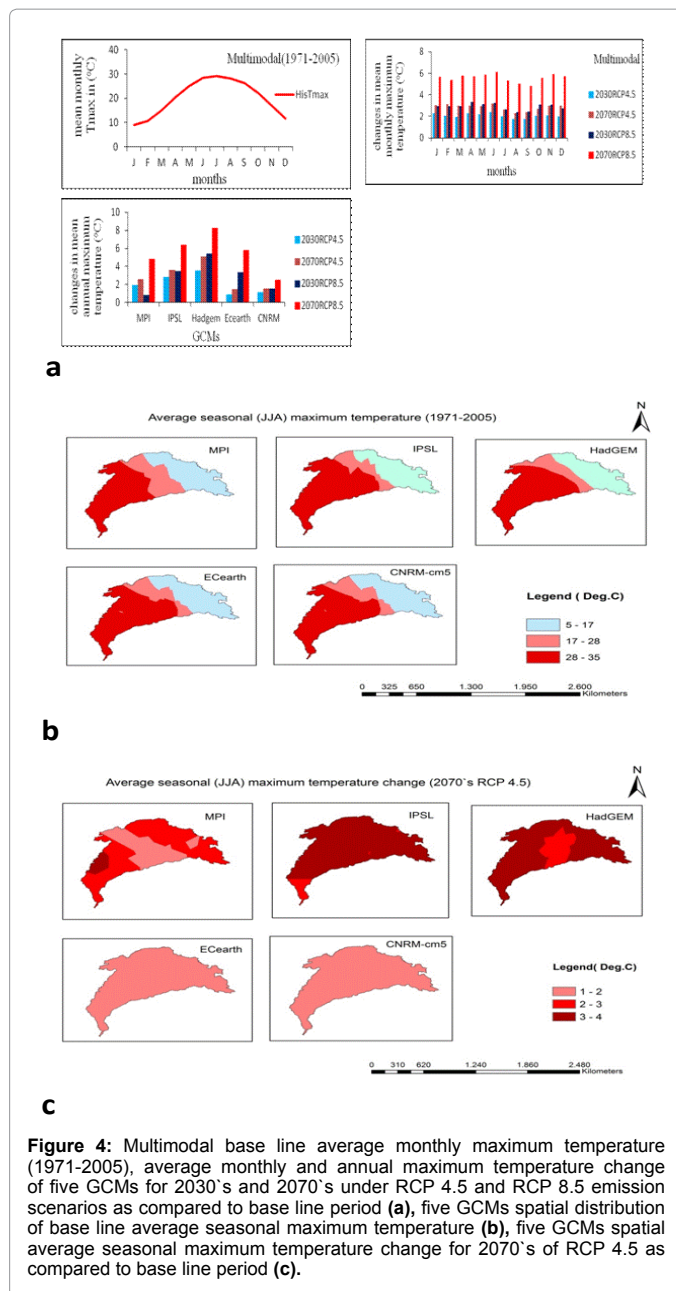 Multimodal(1971-2005)
mean monthly
Tmax in (°C)
40
30
20
10
0
HisTmax
J F M A M J J A S O N D
months
Multimodal
changes in mean
monthly maximum
temperature (°C)
8
6
4
2
0
2030RCP4.5
2070RCP4.5
2030RCP8.5
2070RCP8.5
J F M A M J J A S O N D
months
changes in mean
annual maximum
temperature (°C)
10
8
6
4
2
0
2030RCP4.5
2070RCP4.5
2030RCP8.5
2070RCP8.5
MPI IPSL Hadgem Ecearth CNRM
GCMs
a
Average seasonal (JJA) maximum temperature (1971-2005)
N
MPI
IPSL
HadGEM
ECearth
CNRM-cm5
Legend ( Deg.C)
5 - 17
17 - 28
28 - 35
0 325 650 1.300 1.950 2.600
Kilometers
b
Average seasonal (JJA) maximum temperature change (2070`s RCP 4.5)
N
MPI
IPSL
HadGEM
ECearth
CNRM-cm5
Legend( Deg.C)
1 - 2
2 - 3
3 - 4
0 310 620 1.240 1.860 2.480
Kilometers
c
Figure 4: Multimodal base line average monthly maximum temperature
(1971-2005), average monthly and annual maximum temperature change
of five GCMs for 2030`s and 2070`s under RCP 4.5 and RCP 8.5 emission
scenarios as compared to base line period (a), five GCMs spatial distribution
of base line average seasonal maximum temperature (b), five GCMs spatial
average seasonal maximum temperature change for 2070`s of RCP 4.5 as
compared to base line period (c).